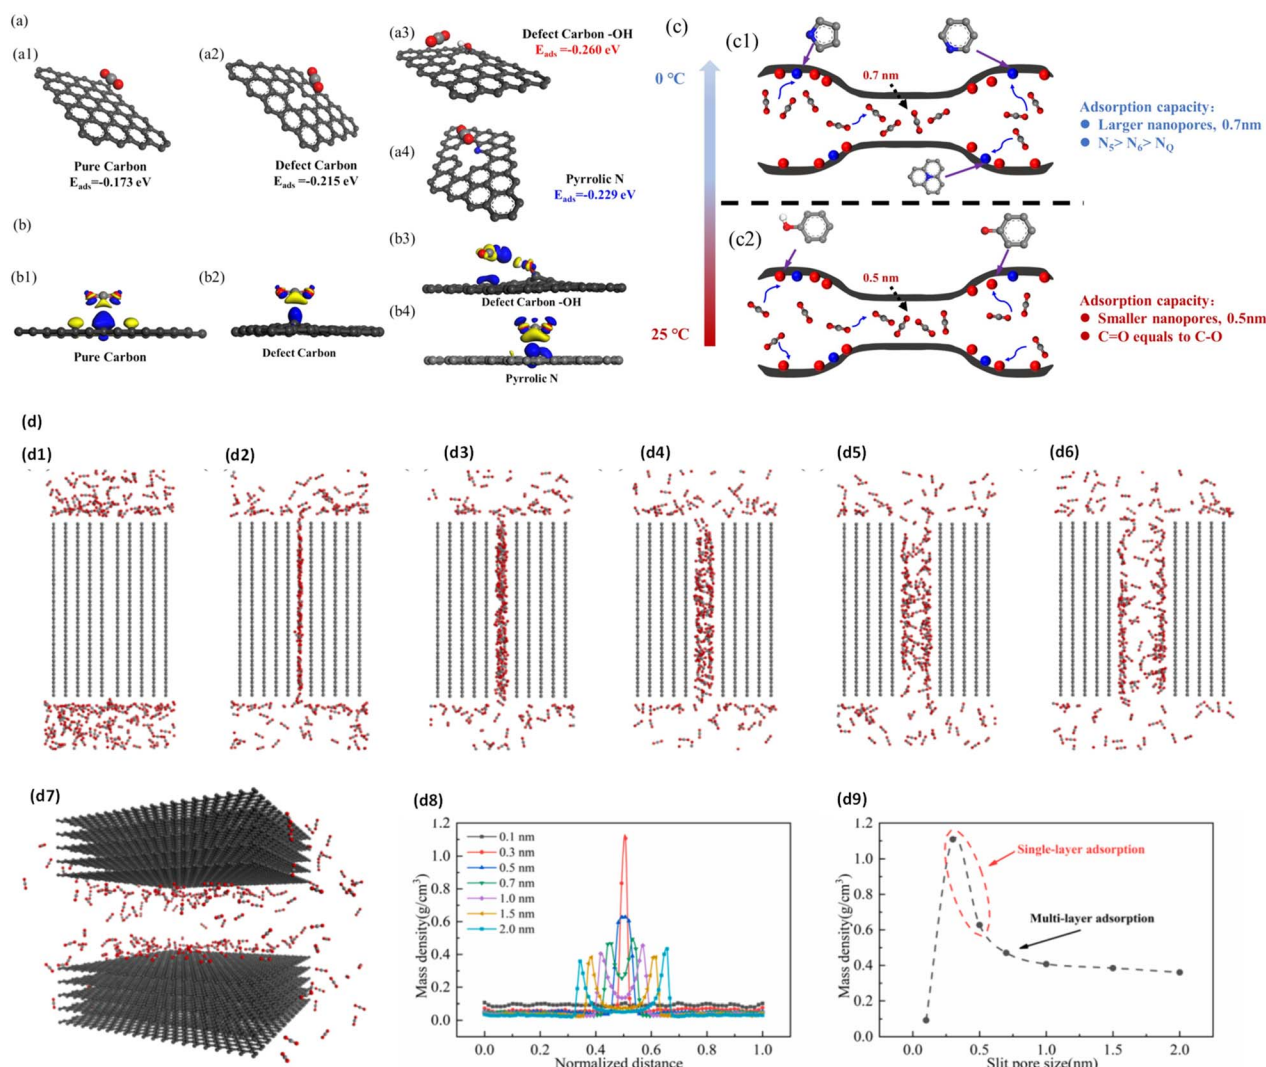 (a)
(a1)
Pure Carbon
E_ads=-0.173 eV
(a2)
Defect Carbon
E_ads=-0.215 eV
(a3)
Defect Carbon -OH
E_ads=-0.260 eV
(a4)
Pyrrolic N
E_ads=-0.229 eV
(b)
(b1)
Pure Carbon
(b2)
Defect Carbon
(b3)
Defect Carbon -OH
(b4)
Pyrrolic N
(c)
0 °C
25 °C
(c1)
0.7 nm
Adsorption capacity:
Larger nanopores, 0.7nm
N5> N6> NQ
(c2)
0.5 nm
Adsorption capacity:
Smaller nanopores, 0.5nm
C=O equals to C-O
(d)
(d1)
(d2)
(d3)
(d4)
(d5)
(d6)
(d7)
(d8)
Mass density(g/cm³)
1.2
1.0
0.8
0.6
0.4
0.2
0.0
0.1 nm
0.3 nm
0.5 nm
0.7 nm
1.0 nm
1.5 nm
2.0 nm
0.0 0.2 0.4 0.6 0.8 1.0
Normalized distance
(d9)
Mass density(g/cm³)
1.2
1.0
0.8
0.6
0.4
0.2
0.0
Single-layer adsorption
Multi-layer adsorption
0.0 0.5 1.0 1.5 2.0
Slit pore size(nm)